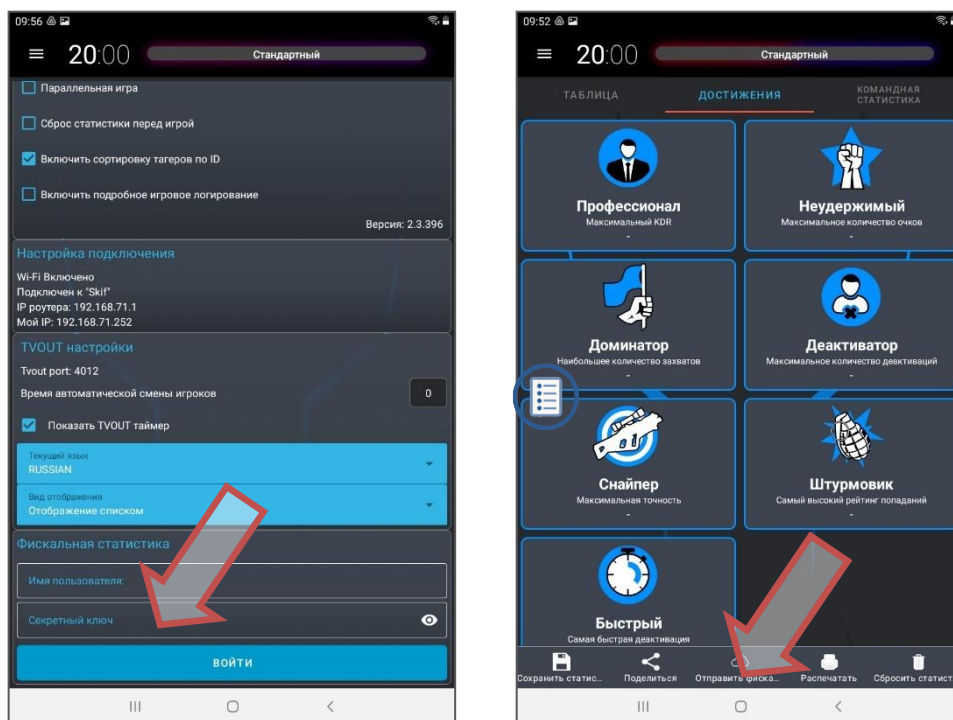 09:56
20:00
Стандартный
Параллельная игра
Сброс статистики перед игрой
Включить сортировку тагеров по ID
Включить подробное игровое логирование
Версия: 2.3.396
Настройка подключения
Wi-Fi Включено
Подключен к "Skif"
IP роутера: 192.168.71.1
Мой IP: 192.168.71.252
TVOUT настройки
Tvout port: 4012
Время автоматической смены игроков 0
Показать TVOUT таймер
Текущий язык
RUSSIAN
Вид отображения
Отображение списком
Фискальная статистика
Имя пользователя:
Секретный ключ
ВОЙТИ
09:52
20:00
Стандартный
ТАБЛИЦА
ДОСТИЖЕНИЯ
КОМАНДНАЯ
СТАТИСТИКА
Профессионал
Максимальный KDR
-
Неудержимый
Максимальное количество очков
-
Доминатор
Наибольшее количество захватов
-
Деактиватор
Максимальное количество деактиваций
-
Снайпер
Максимальная точность
-
Штурмовик
Самый высокий рейтинг попаданий
-
Быстрый
Самая быстрая деактивация
Сохранить статис...
Поделиться
Отправить фиска...
Распечатать
Сбросить статист